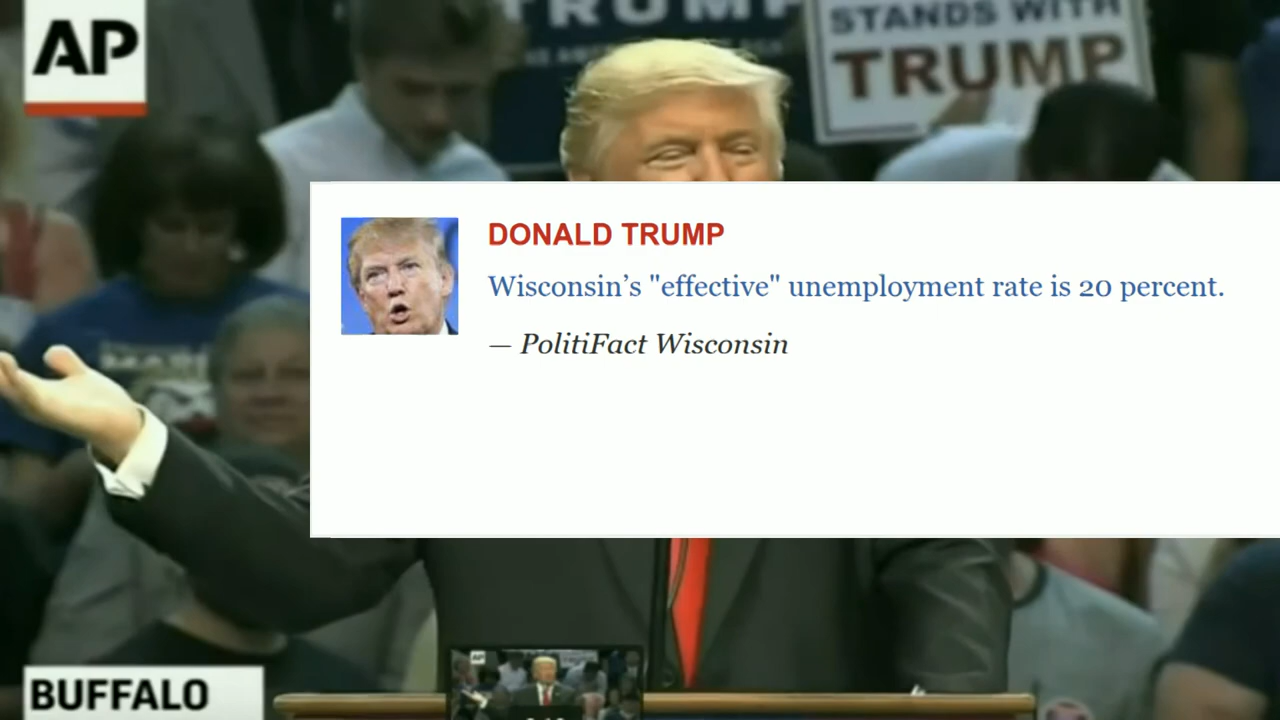 AP
TRUMP
STANDS WITH
TRUMP
DONALD TRUMP
Wisconsin’s "effective" unemployment rate is 20 percent.
— PolitiFact Wisconsin
BUFFALO